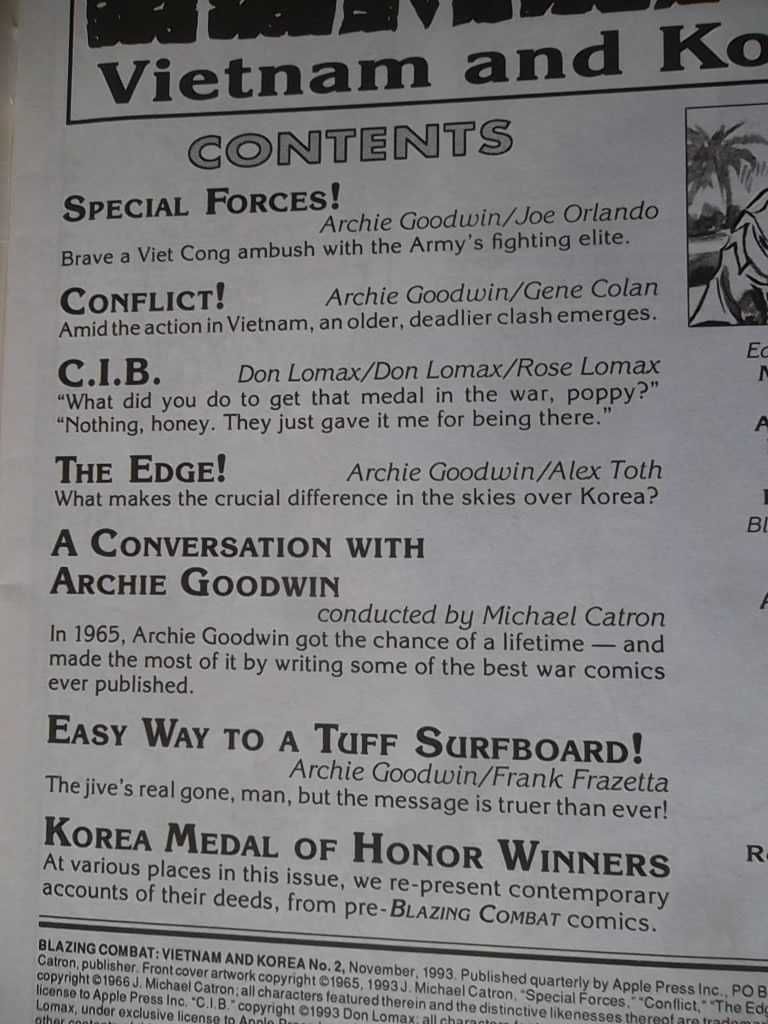 Vietnam and Ko
CONTENTS
SPECIAL FORCES!
Archie Goodwin/Joe Orlando
Brave a Viet Cong ambush with the Army's fighting elite.
CONFLICT!
Archie Goodwin/Gene Colan
Amid the action in Vietnam, an older, deadlier clash emerges.
C.I.B.
Don Lomax/Don Lomax/Rose Lomax
“What did you do to get that medal in the war, poppy?”
“Nothing, honey. They just gave it me for being there.”
THE EDGE!
Archie Goodwin/Alex Toth
What makes the crucial difference in the skies over Korea?
A CONVERSATION WITH
ARCHIE GOODWIN
conducted by Michael Catron
In 1965, Archie Goodwin got the chance of a lifetime — and
made the most of it by writing some of the best war comics
ever published.
EASY WAY TO A TUFF SURFBOARD!
Archie Goodwin/Frank Frazetta
The jive's real gone, man, but the message is truer than ever!
KOREA MEDAL OF HONOR WINNERS
At various places in this issue, we re-present contemporary
accounts of their deeds, from pre-BLAZING COMBAT comics.
BLAZING COMBAT: VIETNAM AND KOREA No. 2, November, 1993. Published quarterly by Apple Press Inc., PO B
Catron, publisher. Front cover artwork copyright ©1965, 1993 J. Michael Catron. “Special Forces,” “Conflict,” “The Edg
copyright ©1966 J. Michael Catron; all characters featured therein and the distinctive likenesses thereof are tradema
license to Apple Press Inc. “C.I.B.” copyright ©1993 Don Lomax; all characters
Lomax, under exclusive license to Apple